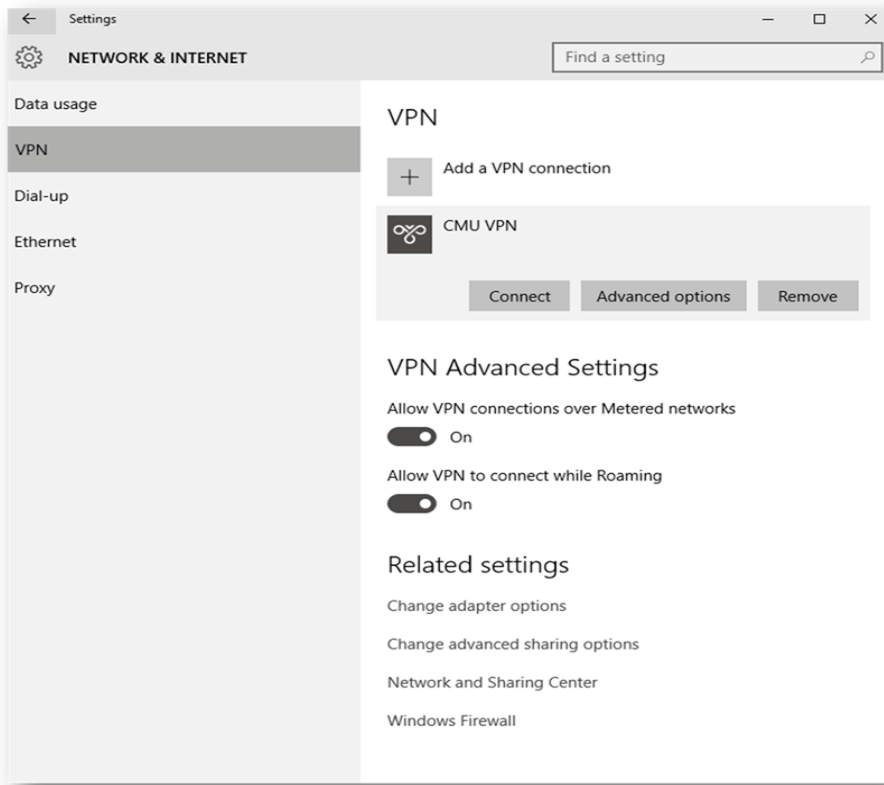 Settings
NETWORK & INTERNET
Find a setting
Data usage
VPN
Dial-up
Ethernet
Proxy
VPN
Add a VPN connection
CMU VPN
Connect Advanced options Remove
VPN Advanced Settings
Allow VPN connections over Metered networks
On
Allow VPN to connect while Roaming
On
Related settings
Change adapter options
Change advanced sharing options
Network and Sharing Center
Windows Firewall